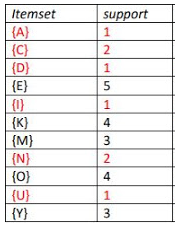 Itemset support
{A} 1
{C} 2
{D} 1
{E} 5
{I} 1
{K} 4
{M} 3
{N} 2
{O} 4
{U} 1
{Y} 3